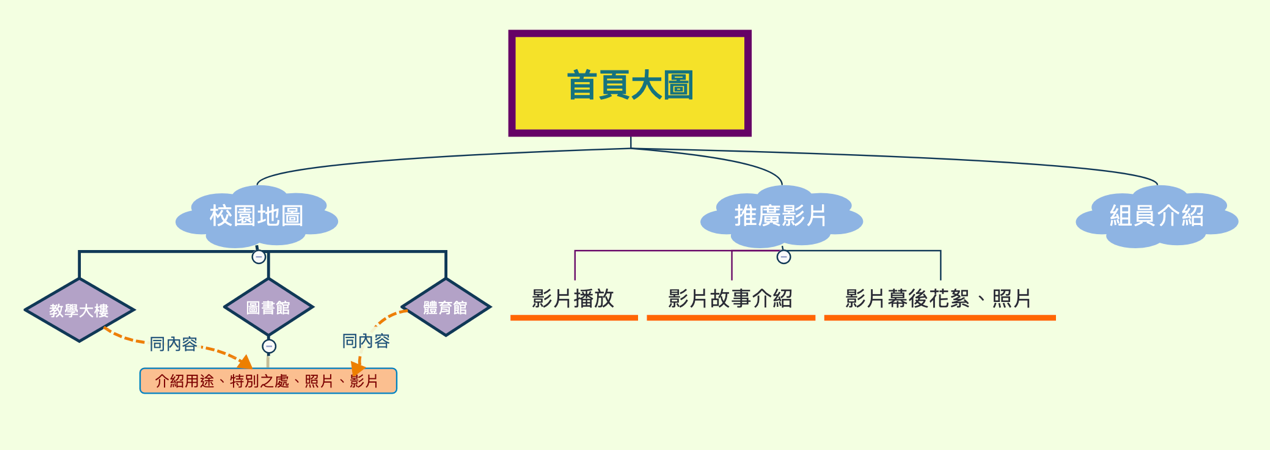 首頁大圖
校園地圖
推廣影片
組員介紹
教學大樓
圖書館
體育館
影片播放
影片故事介紹
影片幕後花絮、照片
同內容
同內容
介紹用途、特別之處、照片、影片